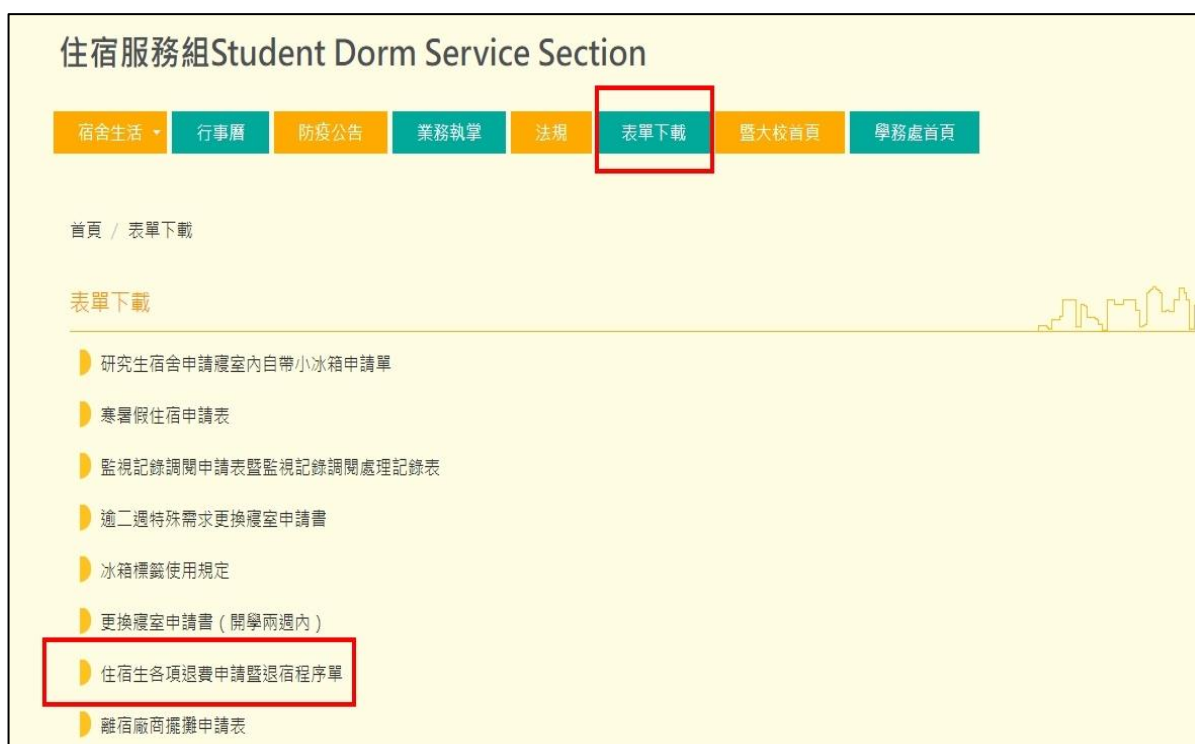 住宿服務組Student Dorm Service Section
宿舍生活 行事曆 防疫公告 業務執掌 法規 表單下載 暨大校首頁 學務處首頁
首頁 / 表單下載
表單下載
研究生宿舍申請寢室內自帶小冰箱申請單
寒暑假住宿申請表
監視記錄調閱申請表暨監視記錄調閱處理記錄表
逾二週特殊需求更換寢室申請書
冰箱標籤使用規定
更換寢室申請書（開學兩週內）
住宿生各項退費申請暨退宿程序單
離宿廠商擺攤申請表